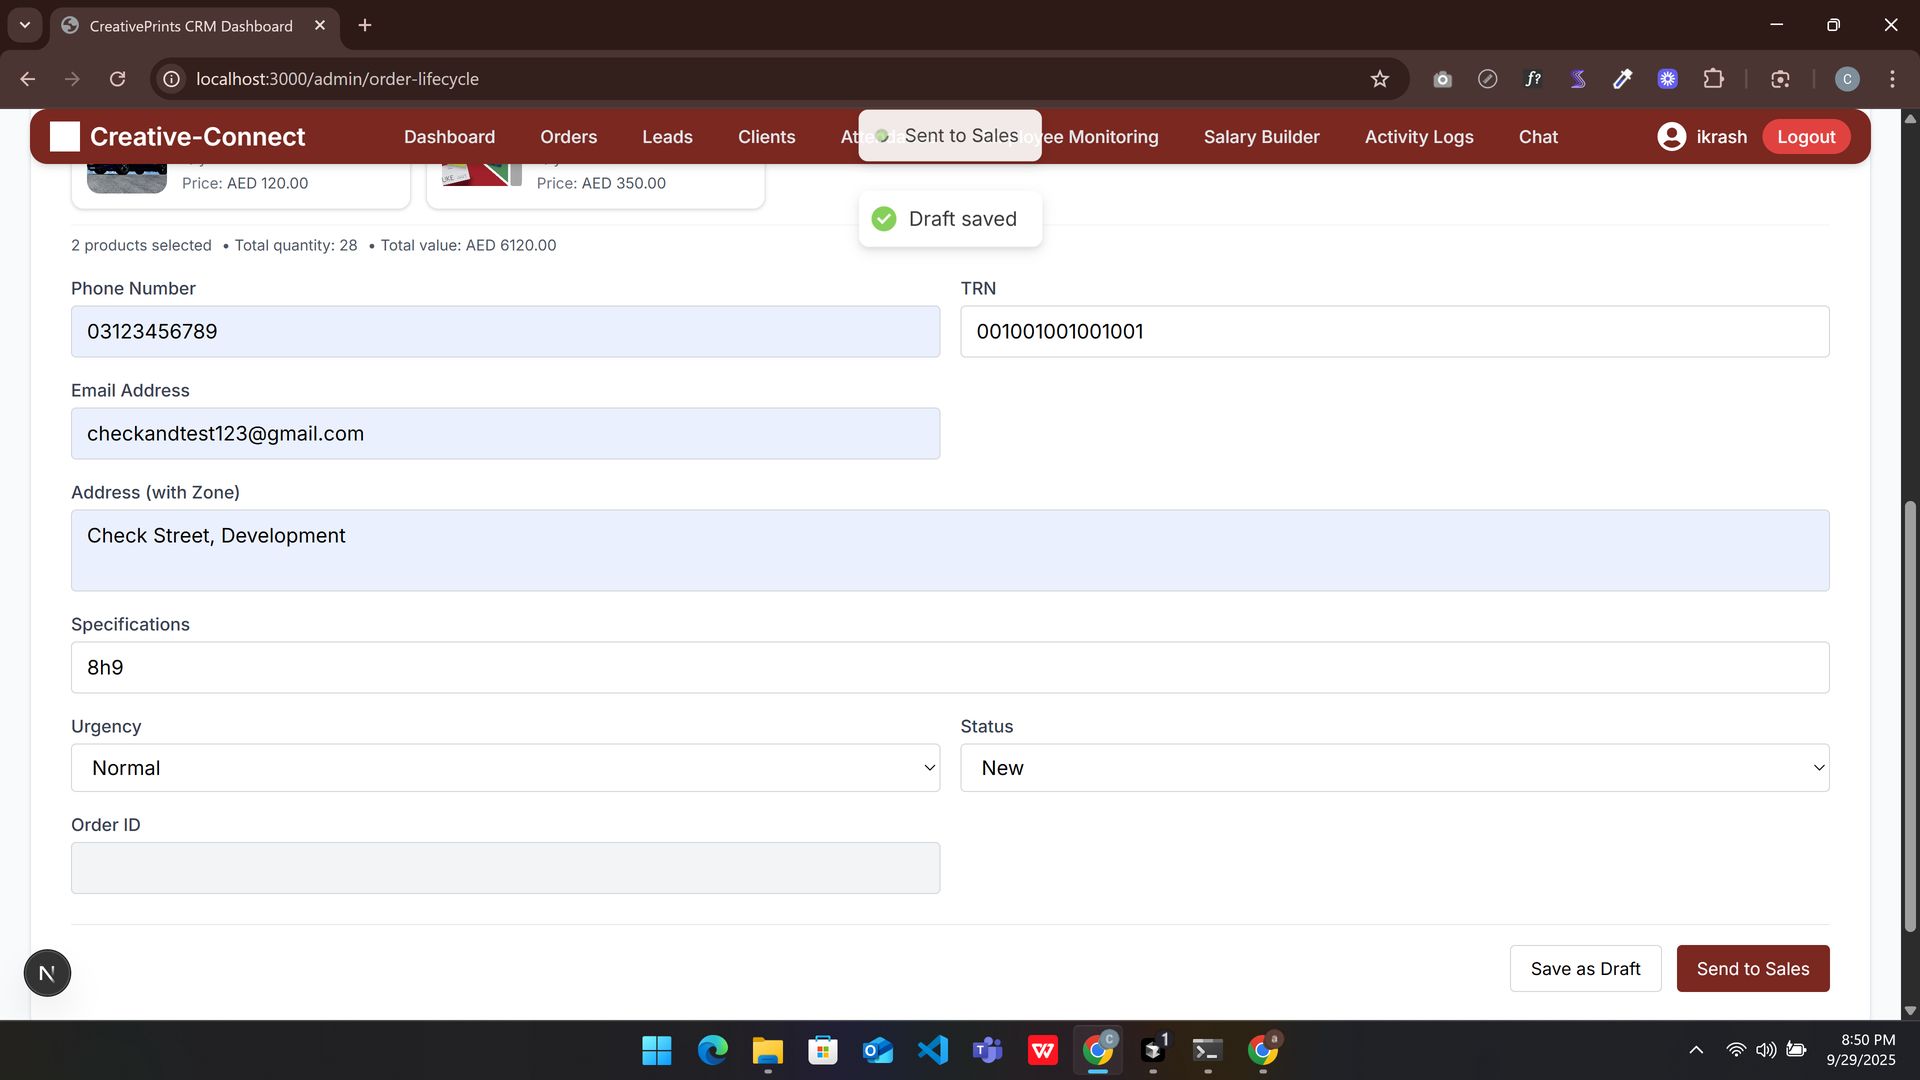 CreativePrints CRM Dashboard
localhost:3000/admin/order-lifecycle
f?
C
Creative-Connect
Dashboard
Orders
Leads
Clients
Sent to Sales
Monitoring
Salary Builder
Activity Logs
Chat
ikrash
Logout
Price: AED 120.00
Price: AED 350.00
Draft saved
2 products selected • Total quantity: 28 • Total value: AED 6120.00
Phone Number
TRN
03123456789
001001001001001
Email Address
checkandtest123@gmail.com
Address (with Zone)
Check Street, Development
Specifications
8h9
Urgency
Status
Normal
New
Order ID
N
Save as Draft
Send to Sales
C
1
a
8:50 PM
9/29/2025